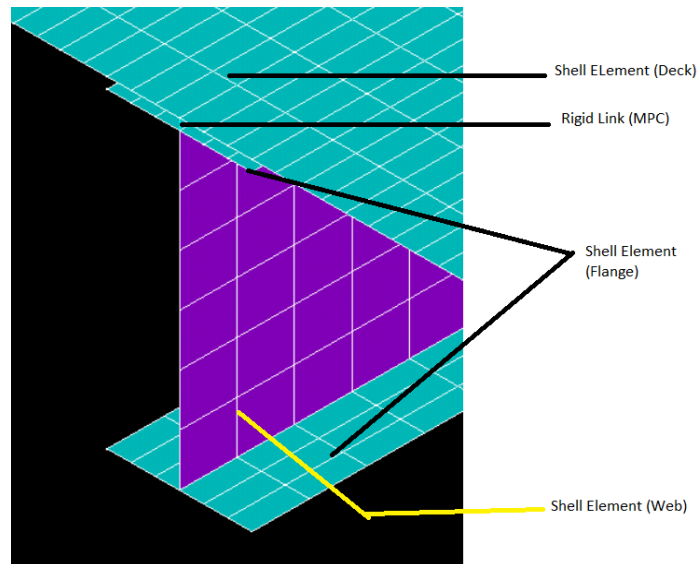 Shell ELement (Deck)
Rigid Link (MPC)
Shell Element
(Flange)
Shell Element (Web)